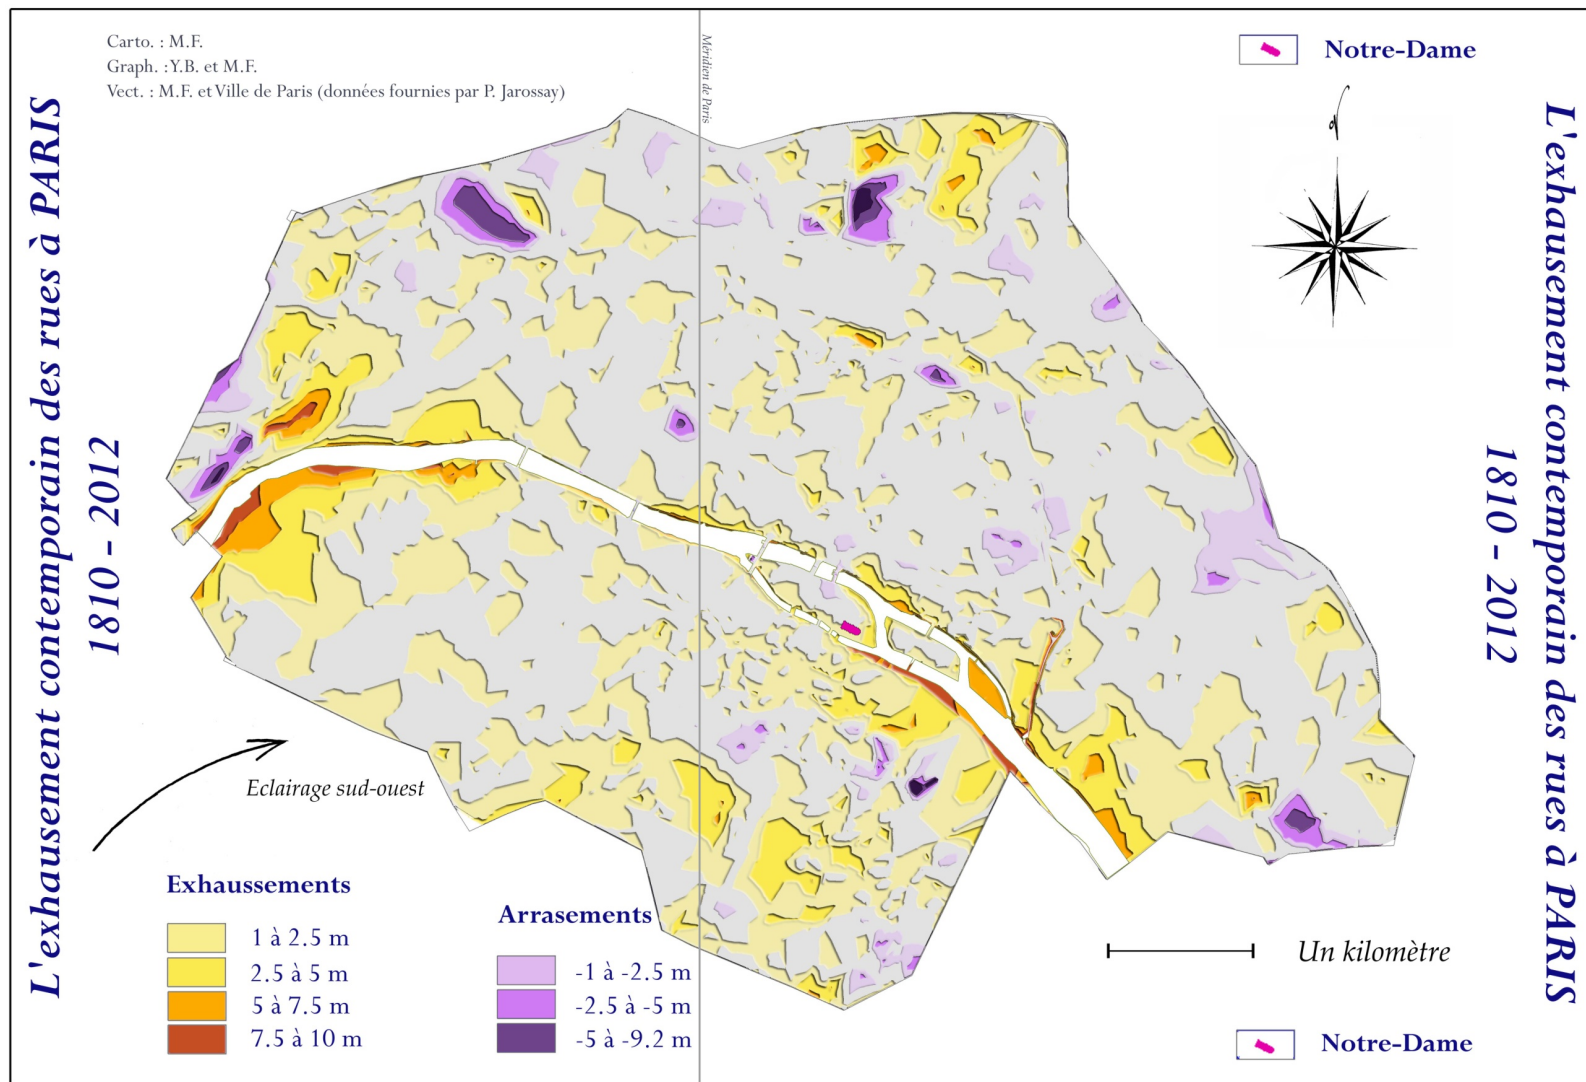 Carto. : M.F.
Graph. :Y.B. et M.F.
Vect. : M.F. et Ville de Paris (données fournies par P. Jarossay)
Méridien de Paris
Notre-Dame
L'exhausement contemporain des rues à PARIS
1810 - 2012
L'exhausement contemporain des rues à PARIS
1810 - 2012
Eclairage sud-ouest
Exhaussements
1 à 2.5 m
2.5 à 5 m
5 à 7.5 m
7.5 à 10 m
Arrasements
-1 à -2.5 m
-2.5 à -5 m
-5 à -9.2 m
Un kilomètre
Notre-Dame